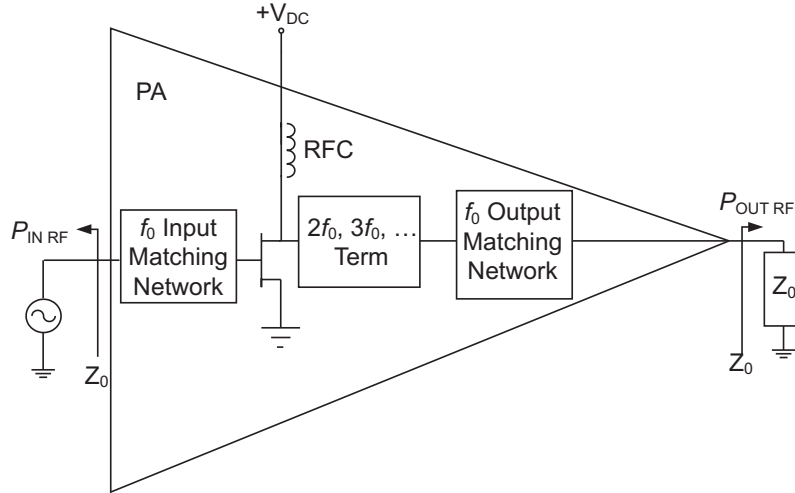 +V_DC
PA
RFC
P_IN RF
f₀ Input
Matching
Network
2f₀, 3f₀, …
Term
f₀ Output
Matching
Network
P_OUT RF
Z₀
Z₀
Z₀